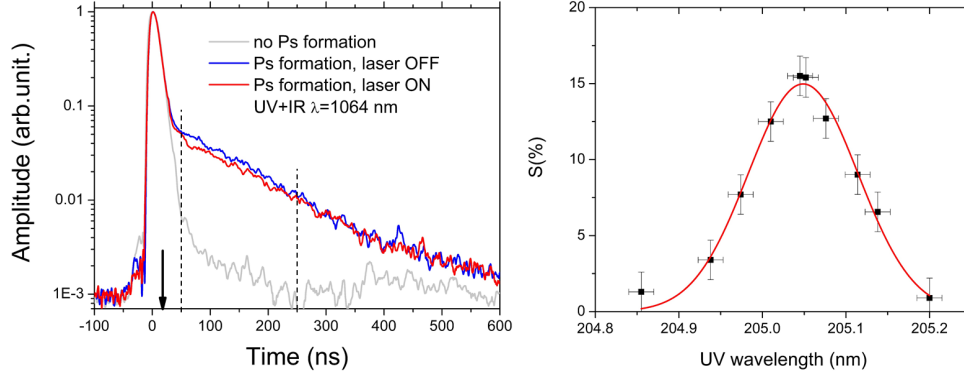 Amplitude (arb.unit.)
1
0.1
0.01
1E-3
no Ps formation
Ps formation, laser OFF
Ps formation, laser ON
UV+IR λ=1064 nm
-100 0 100 200 300 400 500 600
Time (ns)
S(%)
20
15
10
5
0
204.8 204.9 205.0 205.1 205.2
UV wavelength (nm)